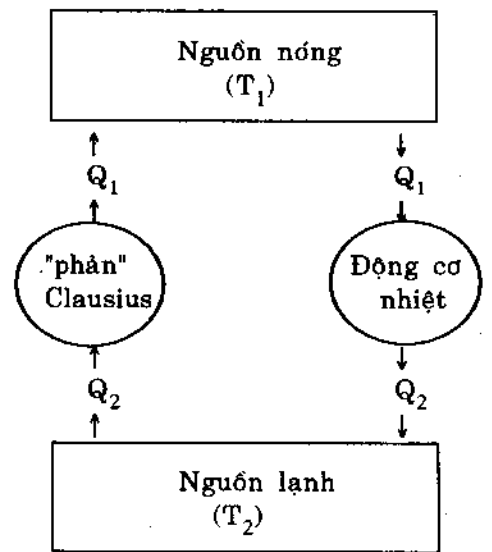 Nguồn nóng
(T₁)
Q₁
Q₁
"phản"
Clausius
Động cơ
nhiệt
Q₂
Q₂
Nguồn lạnh
(T₂)